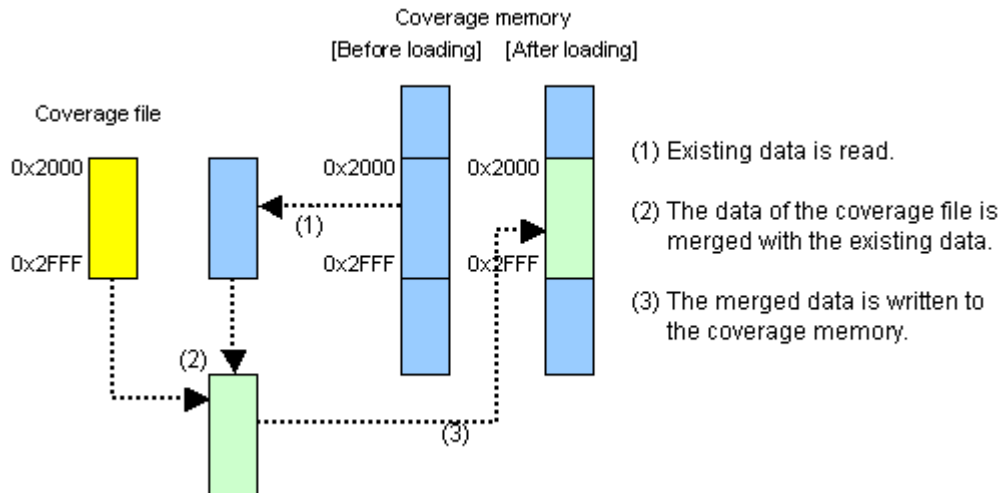 Coverage memory
[Before loading] [After loading]
Coverage file
0x2000
0x2000
0x2000
(1)
0x2FFF
0x2FFF
0x2FFF
(2)
(3)
(1) Existing data is read.
(2) The data of the coverage file is
merged with the existing data.
(3) The merged data is written to
the coverage memory.